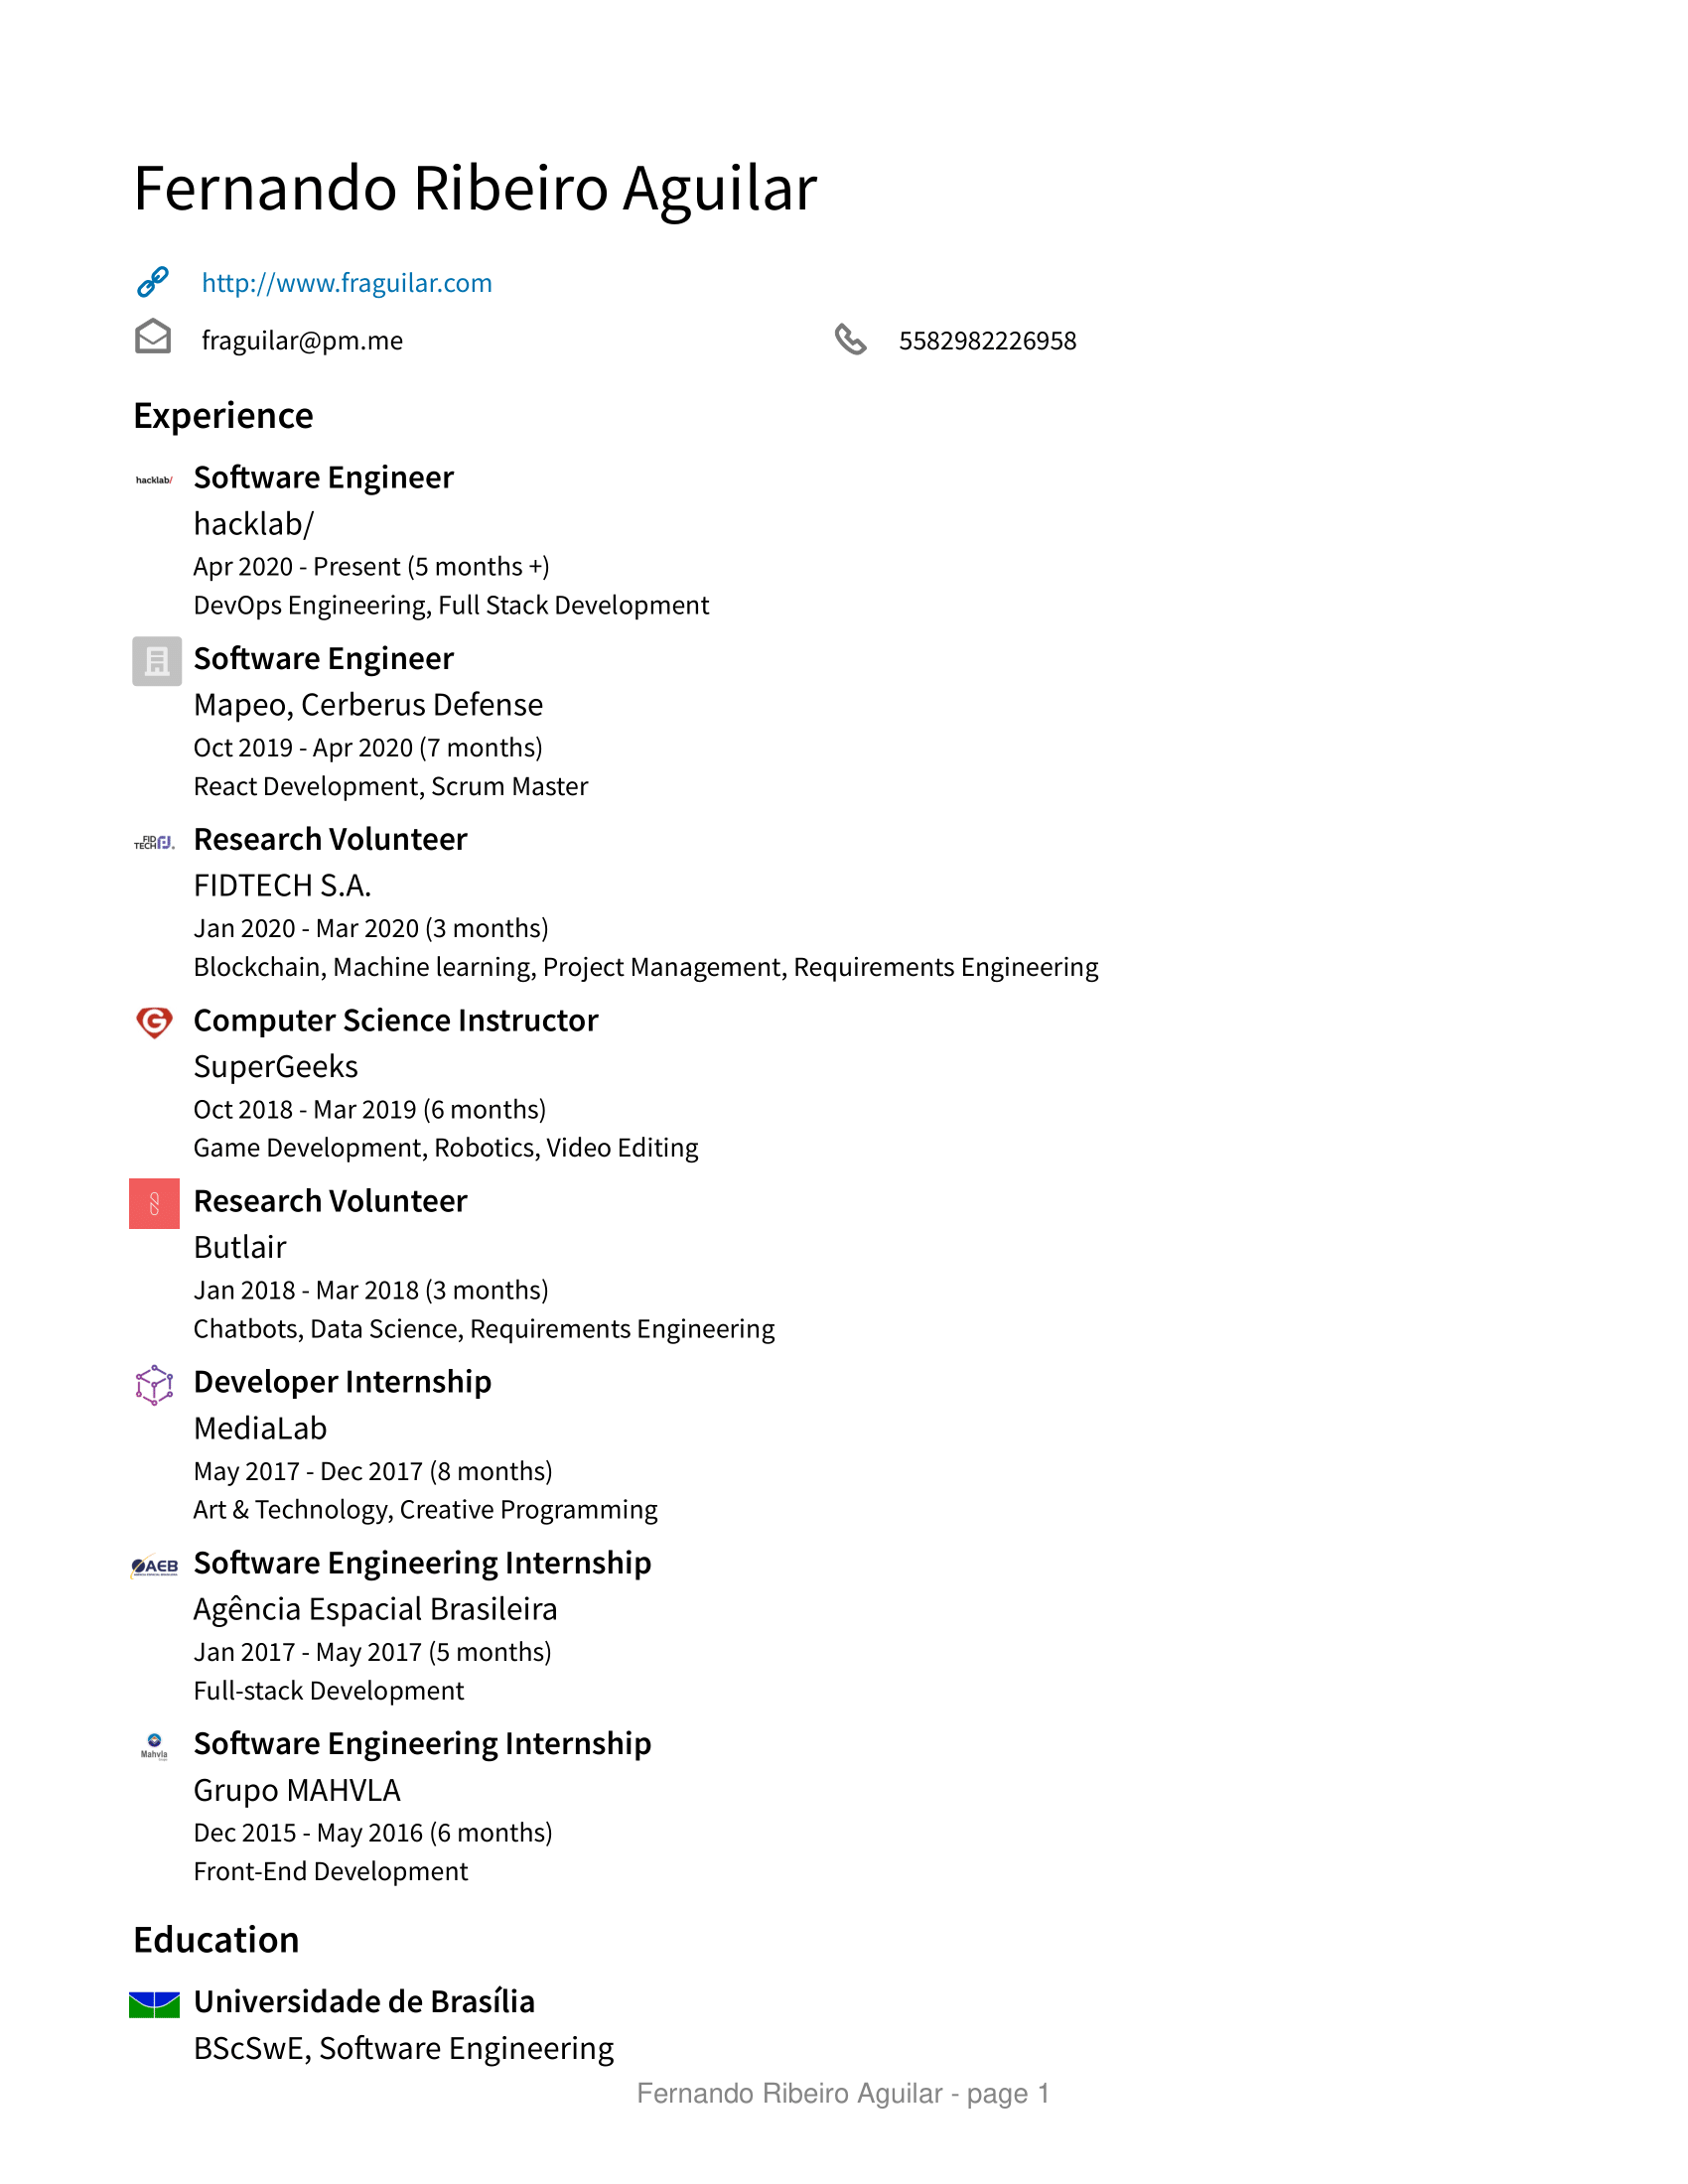 Fernando Ribeiro Aguilar
http://www.fraguilar.com
fraguilar@pm.me 5582982226958
Experience
hacklab/ Software Engineer
hacklab/
Apr 2020 - Present (5 months +)
DevOps Engineering, Full Stack Development
Software Engineer
Mapeo, Cerberus Defense
Oct 2019 - Apr 2020 (7 months)
React Development, Scrum Master
FID
TECH Research Volunteer
FIDTECH S.A.
Jan 2020 - Mar 2020 (3 months)
Blockchain, Machine learning, Project Management, Requirements Engineering
G Computer Science Instructor
SuperGeeks
Oct 2018 - Mar 2019 (6 months)
Game Development, Robotics, Video Editing
Research Volunteer
Butlair
Jan 2018 - Mar 2018 (3 months)
Chatbots, Data Science, Requirements Engineering
Developer Internship
MediaLab
May 2017 - Dec 2017 (8 months)
Art & Technology, Creative Programming
AEB Software Engineering Internship
Agência Espacial Brasileira
Jan 2017 - May 2017 (5 months)
Full-stack Development
Mahvla Software Engineering Internship
Grupo MAHVLA
Dec 2015 - May 2016 (6 months)
Front-End Development
Education
Universidade de Brasília
BScSwE, Software Engineering
Fernando Ribeiro Aguilar - page 1